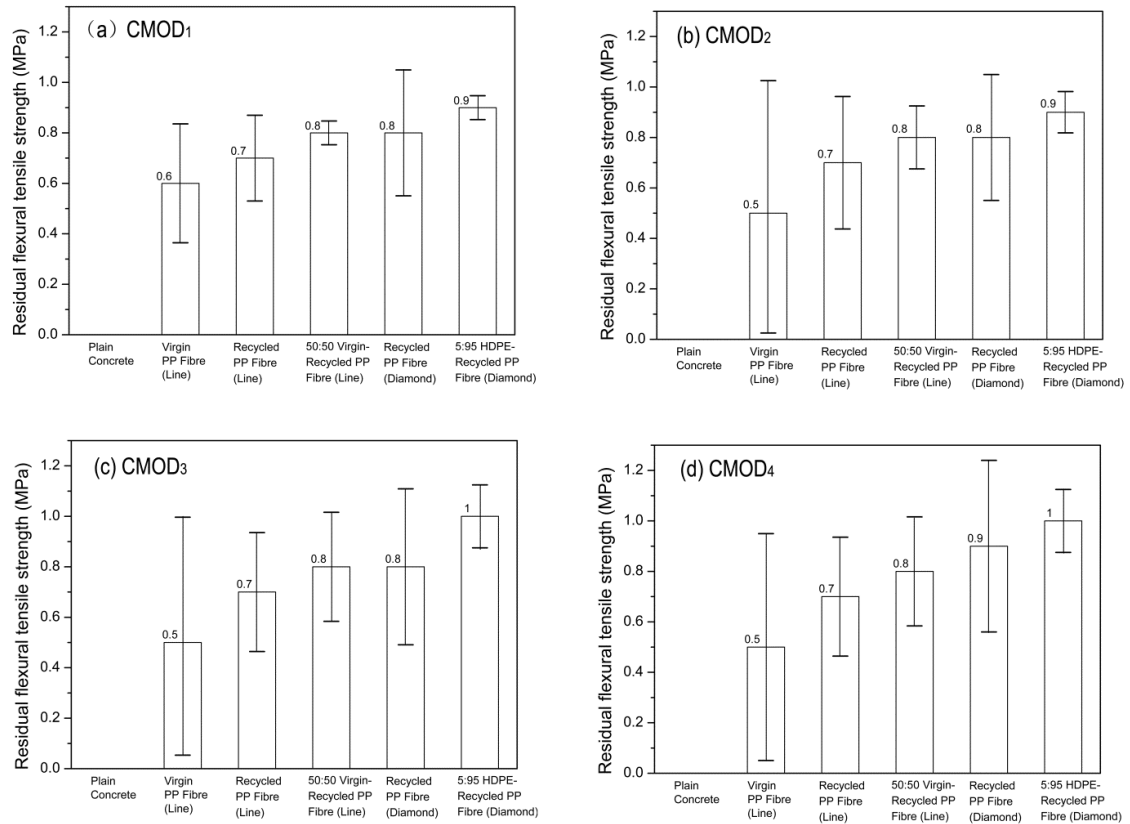 (a) CMOD1
Residual flexural tensile strength (MPa)
1.2
1.0
0.8
0.6
0.4
0.2
0.0
0.6
0.7
0.8
0.8
0.9
Plain
Concrete
Virgin
PP Fibre
(Line)
Recycled
PP Fibre
(Line)
50:50 Virgin-
Recycled PP
Fibre (Line)
Recycled
PP Fibre
(Diamond)
5:95 HDPE-
Recycled PP
Fibre (Diamond)
(b) CMOD2
Residual flexural tensile strength (MPa)
1.2
1.0
0.8
0.6
0.4
0.2
0.0
0.5
0.7
0.8
0.8
0.9
Plain
Concrete
Virgin
PP Fibre
(Line)
Recycled
PP Fibre
(Line)
50:50 Virgin-
Recycled PP
Fibre (Line)
Recycled
PP Fibre
(Diamond)
5:95 HDPE-
Recycled PP
Fibre (Diamond)
(c) CMOD3
Residual flexural tensile strength (MPa)
1.2
1.0
0.8
0.6
0.4
0.2
0.0
0.5
0.7
0.8
0.8
1
Plain
Concrete
Virgin
PP Fibre
(Line)
Recycled
PP Fibre
(Line)
50:50 Virgin-
Recycled PP
Fibre (Line)
Recycled
PP Fibre
(Diamond)
5:95 HDPE-
Recycled PP
Fibre (Diamond)
(d) CMOD4
Residual flexural tensile strength (MPa)
1.2
1.0
0.8
0.6
0.4
0.2
0.0
0.5
0.7
0.8
0.9
1
Plain
Concrete
Virgin
PP Fibre
(Line)
Recycled
PP Fibre
(Line)
50:50 Virgin-
Recycled PP
Fibre (Line)
Recycled
PP Fibre
(Diamond)
5:95 HDPE-
Recycled PP
Fibre (Diamond)